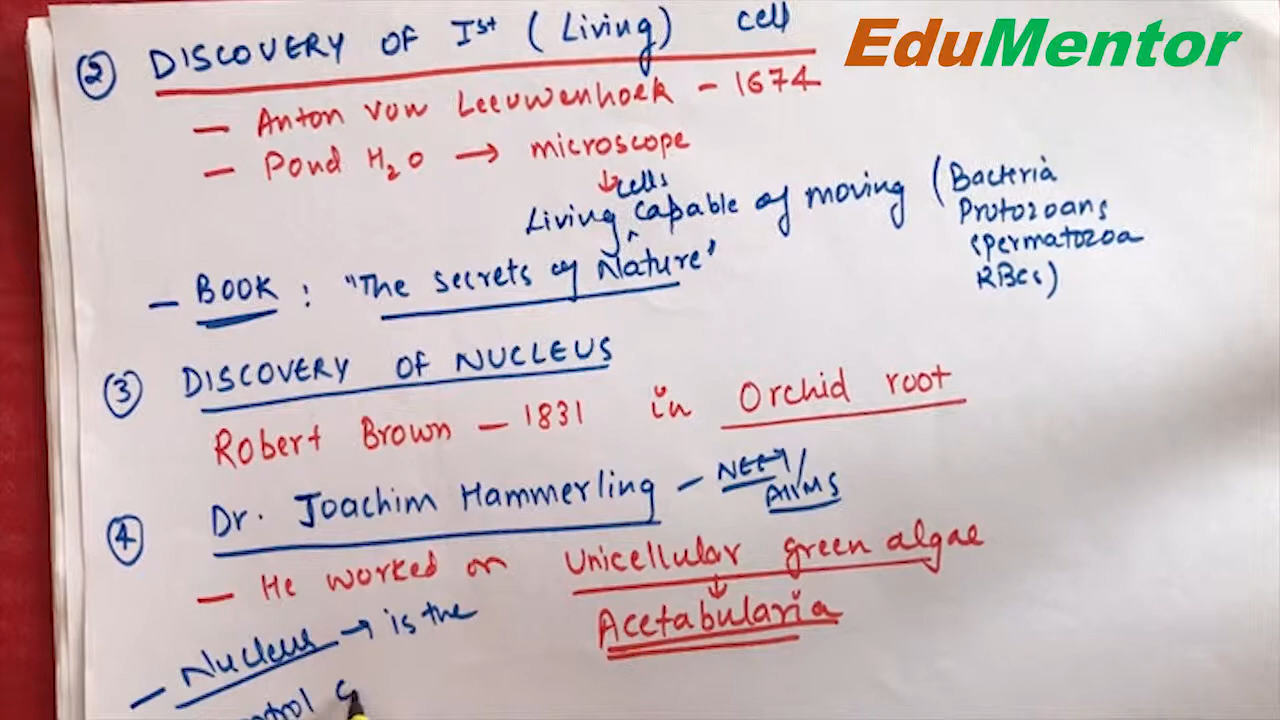 EduMentor
② DISCOVERY OF Ist (Living) cell
— Anton von Leeuwenhoek - 1674
— Pond H2O → microscope
↓ cells
Living ^ capable of moving (Bacteria
Protozoans
spermatozoa
RBCs)
— BOOK : "The secrets of Nature"
③ DISCOVERY OF NUCLEUS
Robert Brown — 1831 in Orchid root
④ Dr. Joachim Hammerling — NEET/
AIIMS
— He worked on Unicellular green algae
↓
Acetabularia
— Nucleus → is the